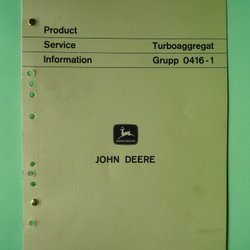 Product
Service Turboaggregat
Information Grupp 0416-1
JOHN DEERE
JOHN DEERE